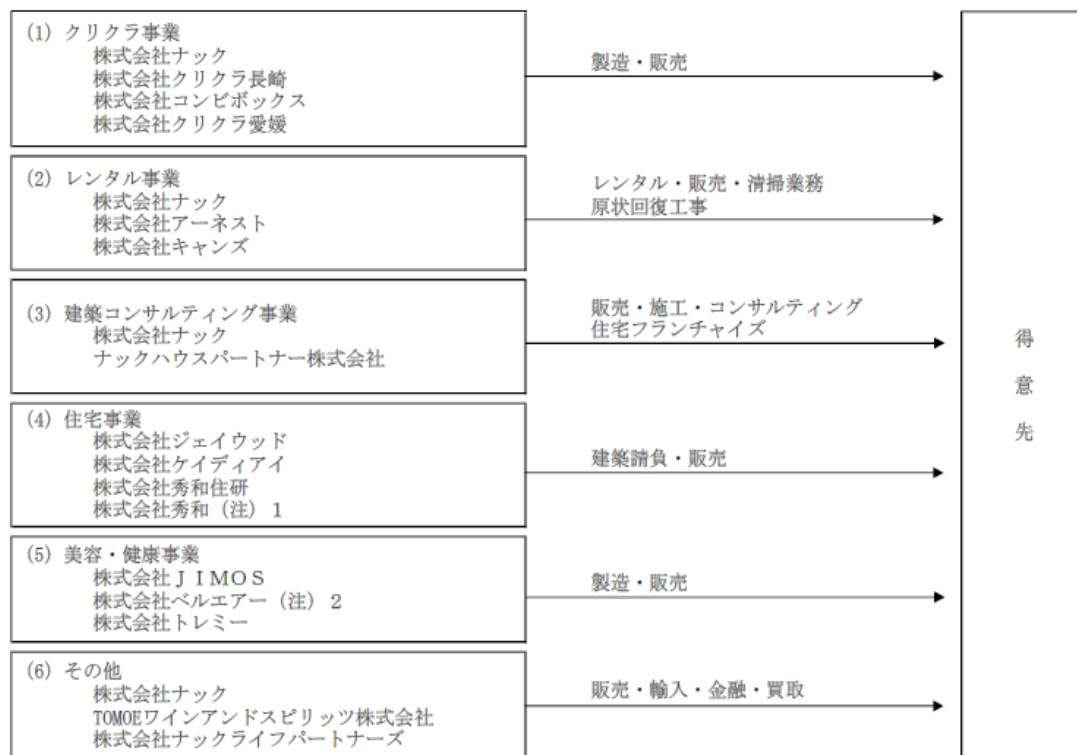 (1) クリクラ事業
株式会社ナック
株式会社クリクラ長崎
株式会社コンビボックス
株式会社クリクラ愛媛
製造・販売
(2) レンタル事業
株式会社ナック
株式会社アーネスト
株式会社キャンズ
レンタル・販売・清掃業務
原状回復工事
(3) 建築コンサルティング事業
株式会社ナック
ナックハウスパートナー株式会社
販売・施工・コンサルティング
住宅フランチャイズ
(4) 住宅事業
株式会社ジェイウッド
株式会社ケイディアイ
株式会社秀和住研
株式会社秀和（注）1
建築請負・販売
(5) 美容・健康事業
株式会社ＪＩＭＯＳ
株式会社ベルエアー（注）2
株式会社トレミー
製造・販売
(6) その他
株式会社ナック
TOMOEワインアンドスピリッツ株式会社
株式会社ナックライフパートナーズ
販売・輸入・金融・買取
得意先